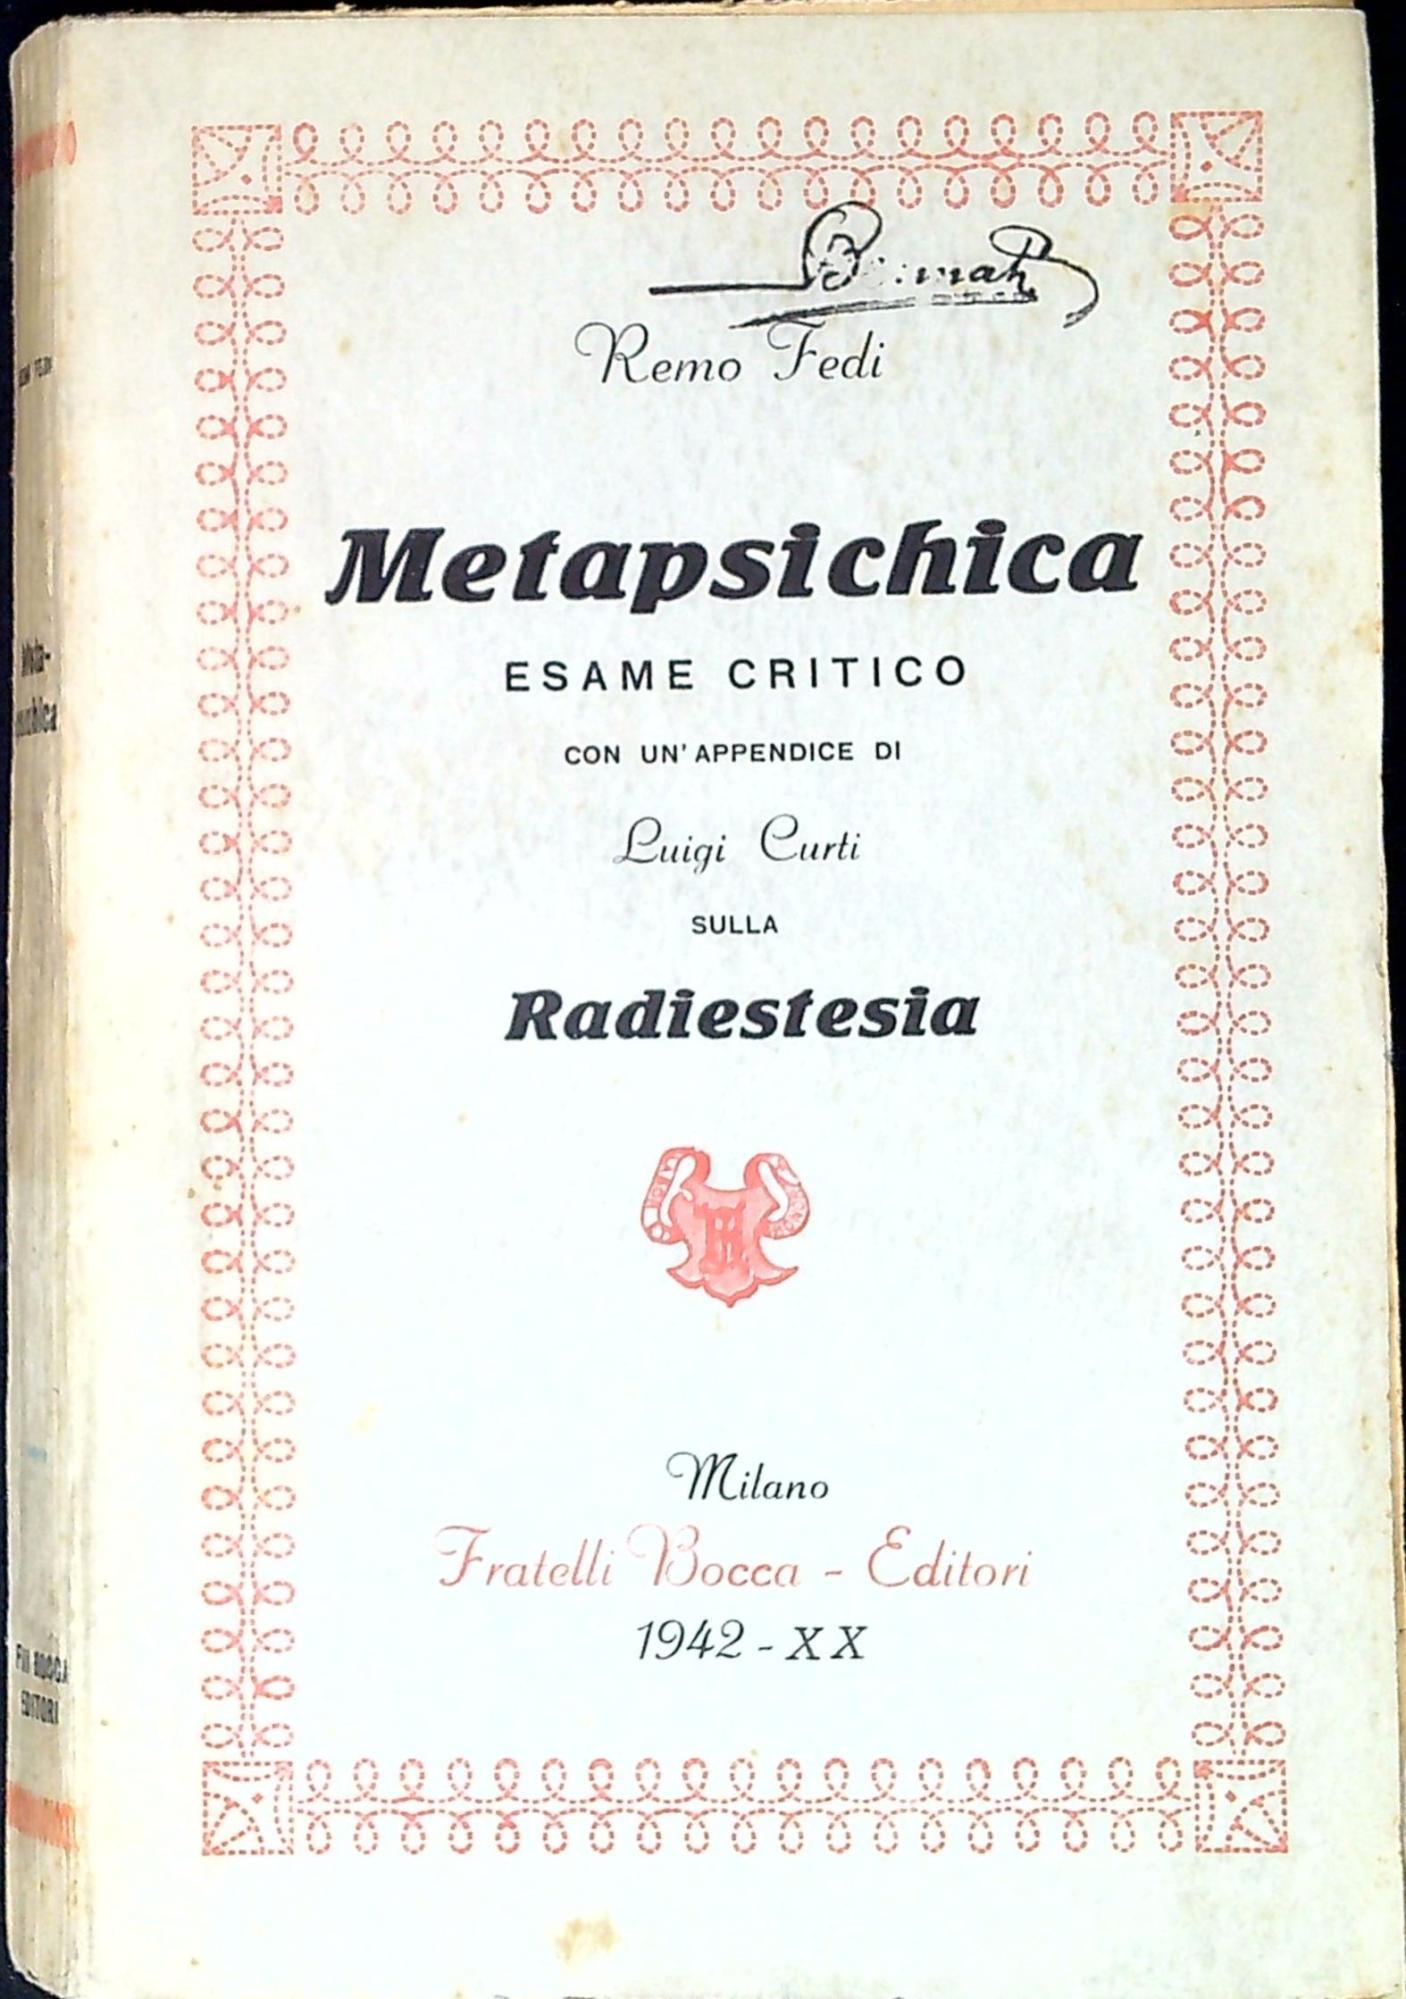 Remo Fedi
Metapsichica
ESAME CRITICO
CON UN' APPENDICE DI
Luigi Curti
SULLA
Radiestesia
Milano
Fratelli Bocca - Editori
1942 - XX
EDITORI